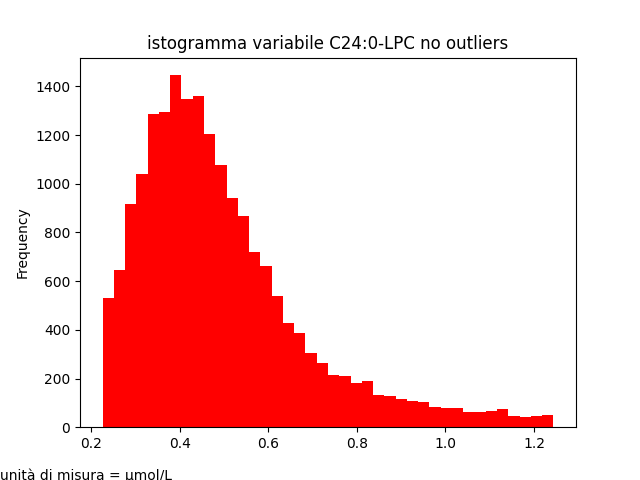 istogramma variabile C24:0-LPC no outliers
1400
1200
1000
800
600
400
200
0
Frequency
0.2 0.4 0.6 0.8 1.0 1.2
unità di misura = μmol/L